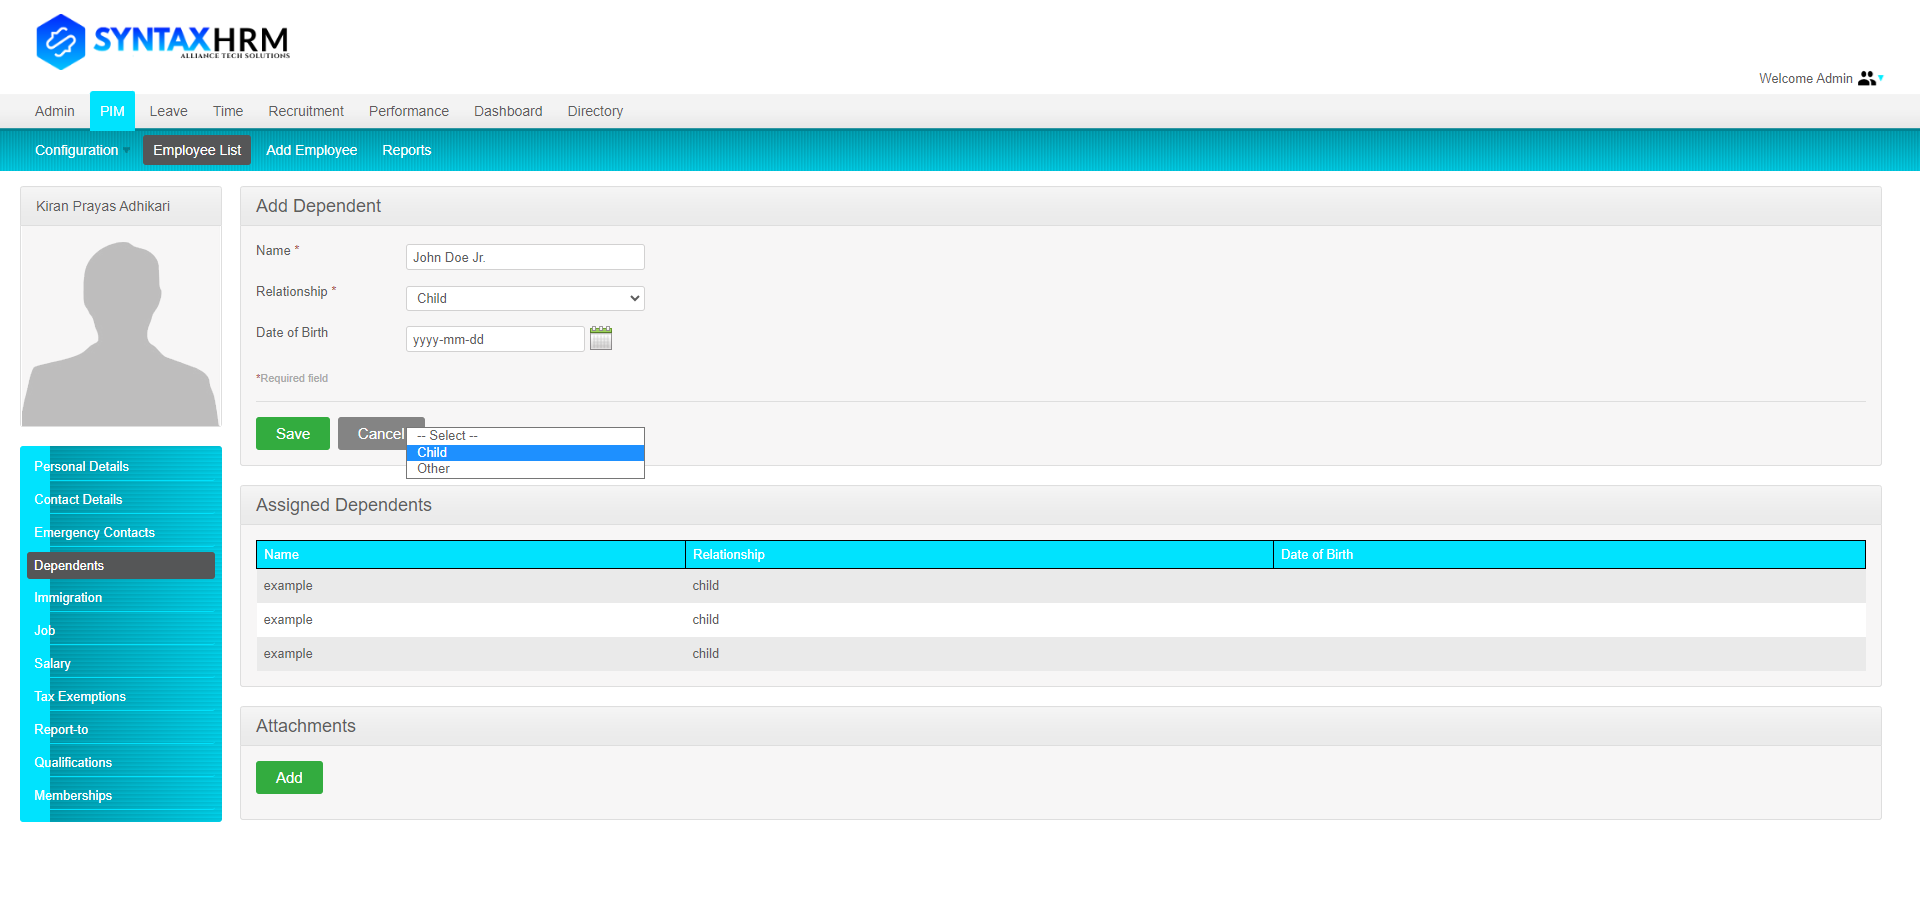 SYNTAXHRM
ALLIANCE TECH SOLUTIONS
Welcome Admin
Admin PIM Leave Time Recruitment Performance Dashboard Directory
Configuration Employee List Add Employee Reports
Kiran Prayas Adhikari
Add Dependent
Name * John Doe Jr.
Relationship * Child
Date of Birth yyyy-mm-dd
*Required field
Save Cancel
-- Select --
Child
Other
Personal Details
Contact Details
Emergency Contacts
Dependents
Immigration
Job
Salary
Tax Exemptions
Report-to
Qualifications
Memberships
Assigned Dependents
Name Relationship Date of Birth
example child
example child
example child
Attachments
Add